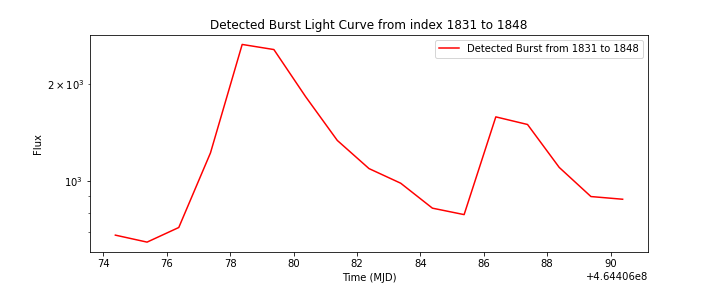 Detected Burst Light Curve from index 1831 to 1848
Detected Burst from 1831 to 1848
2 × 10³
10³
Flux
74 76 78 80 82 84 86 88 90
Time (MJD)
+4.64406e8